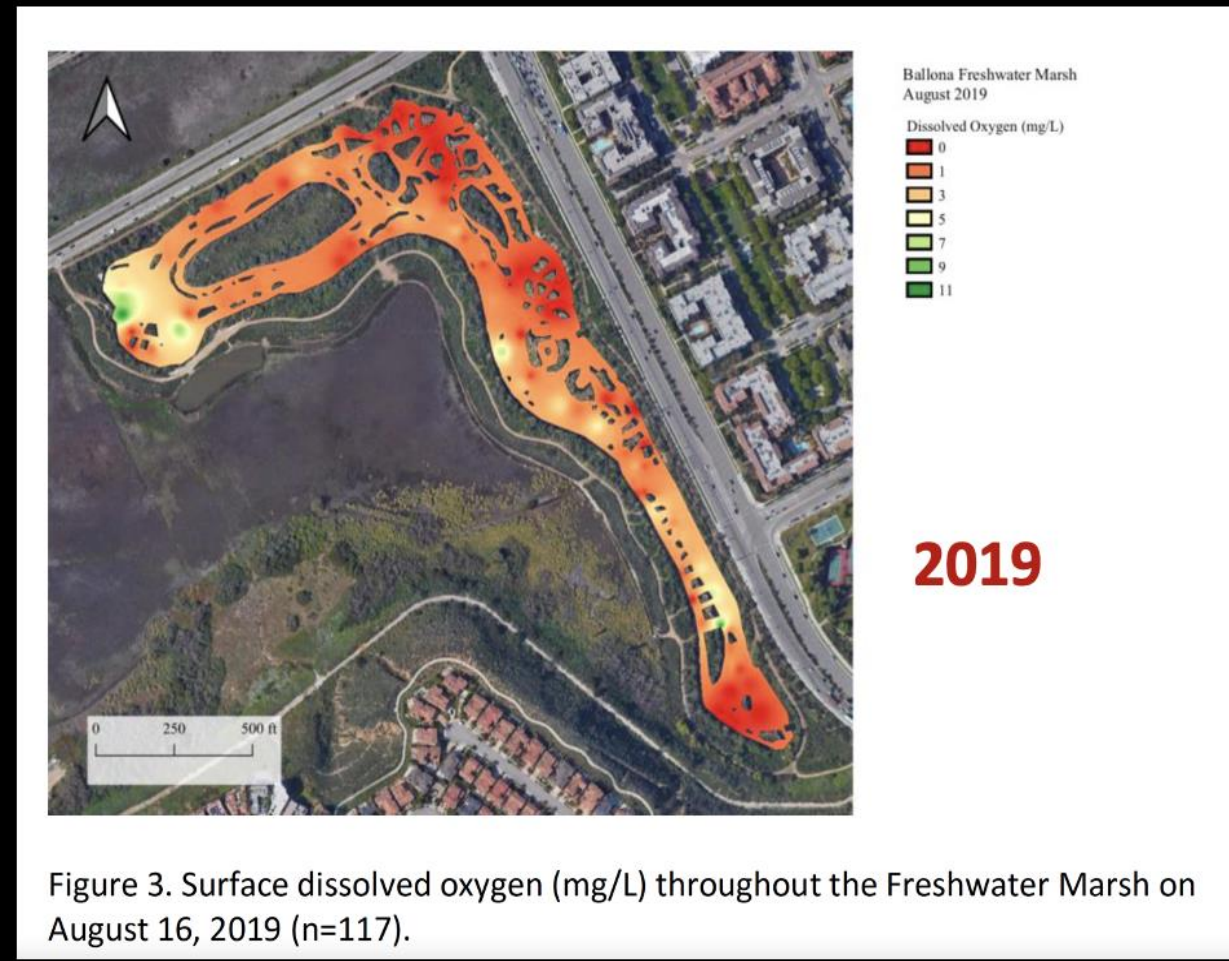 Ballona Freshwater Marsh
August 2019
Dissolved Oxygen (mg/L)
0
1
3
5
7
9
11
2019
0 250 500 ft
Figure 3. Surface dissolved oxygen (mg/L) throughout the Freshwater Marsh on
August 16, 2019 (n=117).